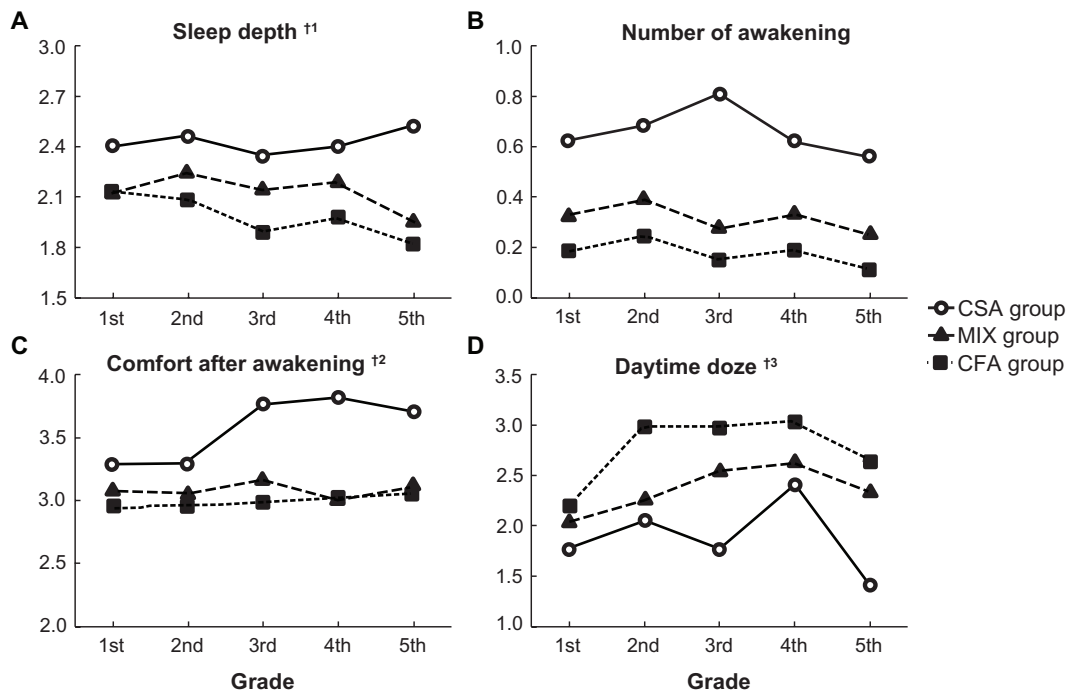 A
Sleep depth †1
3.0
2.7
2.4
2.1
1.8
1.5
1st 2nd 3rd 4th 5th
B
Number of awakening
1.0
0.8
0.6
0.4
0.2
0.0
1st 2nd 3rd 4th 5th
CSA group
MIX group
CFA group
C
Comfort after awakening †2
4.0
3.5
3.0
2.5
2.0
1st 2nd 3rd 4th 5th
Grade
D
Daytime doze †3
3.5
3.0
2.5
2.0
1.5
1.0
1st 2nd 3rd 4th 5th
Grade